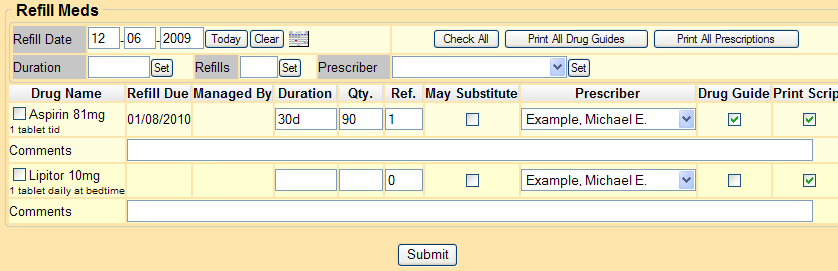 Refill Meds
Refill Date 12 - 06 - 2009 Today Clear Check All Print All Drug Guides Print All Prescriptions
Duration Set Refills Set Prescriber Set
Drug Name Refill Due Managed By Duration Qty. Ref. May Substitute Prescriber Drug Guide Print Scrip
Aspirin 81mg 01/08/2010 30d 90 1 Example, Michael E.
1 tablet tid
Comments
Lipitor 10mg 0 Example, Michael E.
1 tablet daily at bedtime
Comments
Submit